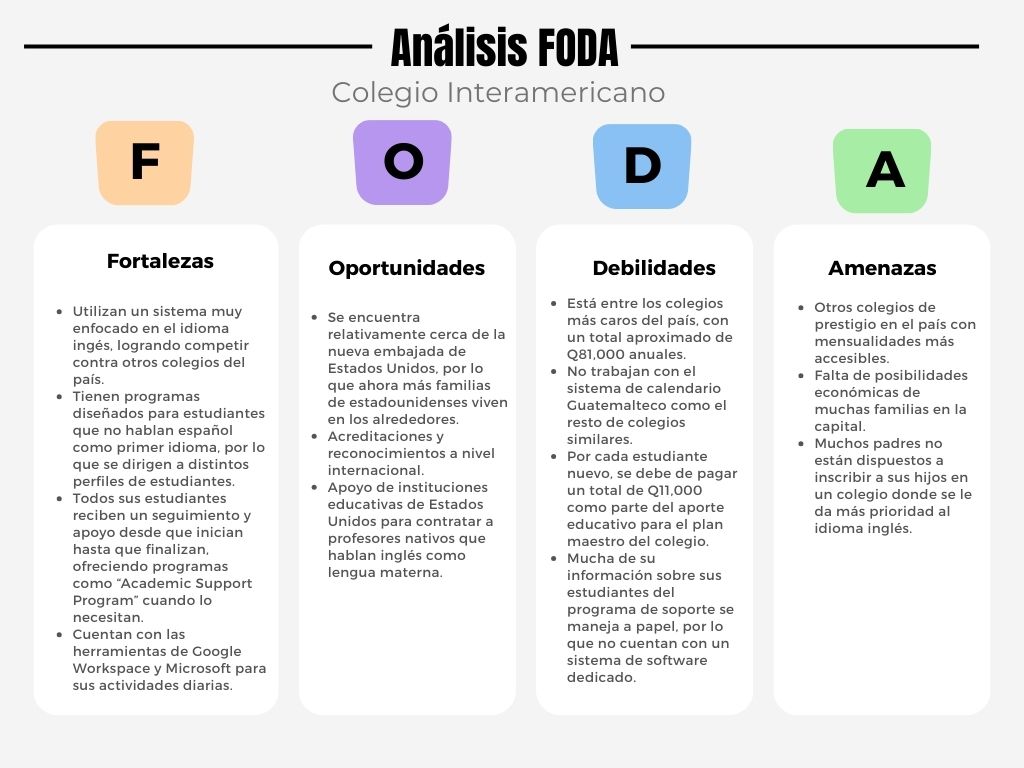 Análisis FODA
Colegio Interamericano
F
O
D
A
Fortalezas
• Utilizan un sistema muy
enfocado en el idioma
ingés, logrando competir
contra otros colegios del
país.
• Tienen programas
diseñados para estudiantes
que no hablan español
como primer idioma, por lo
que se dirigen a distintos
perfiles de estudiantes.
• Todos sus estudiantes
reciben un seguimiento y
apoyo desde que inician
hasta que finalizan,
ofreciendo programas
como “Academic Support
Program” cuando lo
necesitan.
• Cuentan con las
herramientas de Google
Workspace y Microsoft para
sus actividades diarias.
Oportunidades
• Se encuentra
relativamente cerca de la
nueva embajada de
Estados Unidos, por lo
que ahora más familias
de estadounidenses viven
en los alrededores.
• Acreditaciones y
reconocimientos a nivel
internacional.
• Apoyo de instituciones
educativas de Estados
Unidos para contratar a
profesores nativos que
hablan inglés como
lengua materna.
Debilidades
• Está entre los colegios
más caros del país, con
un total aproximado de
Q81,000 anuales.
• No trabajan con el
sistema de calendario
Guatemalteco como el
resto de colegios
similares.
• Por cada estudiante
nuevo, se debe de pagar
un total de Q11,000
como parte del aporte
educativo para el plan
maestro del colegio.
• Mucha de su
información sobre sus
estudiantes del
programa de soporte se
maneja a papel, por lo
que no cuentan con un
sistema de software
dedicado.
Amenazas
• Otros colegios de
prestigio en el país con
mensualidades más
accesibles.
• Falta de posibilidades
económicas de
muchas familias en la
capital.
• Muchos padres no
están dispuestos a
inscribir a sus hijos en
un colegio donde se le
da más prioridad al
idioma inglés.